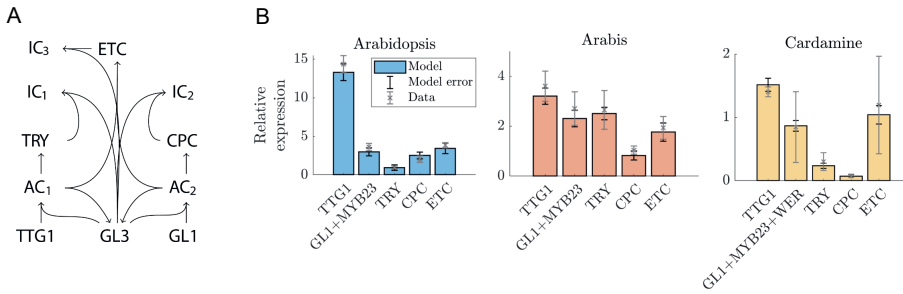 A
IC3
ETC
IC1
IC2
TRY
CPC
AC1
AC2
TTG1
GL3
GL1
B
Relative
expression
Arabidopsis
15
10
5
0
Model
Model error
Data
TTG1
GL1+MYB23
TRY
CPC
ETC
Arabis
4
2
0
TTG1
GL1+MYB23
TRY
CPC
ETC
Cardamine
2
1
0
TTG1
GL1+MYB23+WER
TRY
CPC
ETC